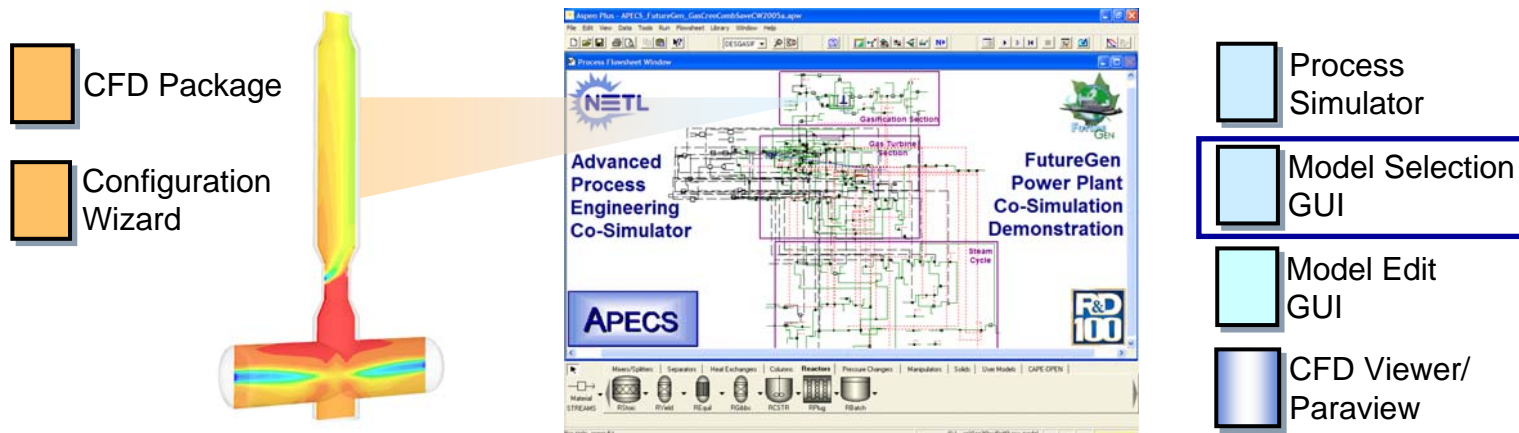 CFD Package
Configuration
Wizard
Aspen Plus - APECS_FutureGen_GasCreeCombSaveCW2005a.apw
File Edit View Data Tools Run Flowsheet Library Window Help
DESGASIF
Process Flowsheet Window
NETL
Gasification Section
Gas Turbine
Section
Steam
Cycle
Advanced
Process
Engineering
Co-Simulator
FutureGen
Power Plant
Co-Simulation
Demonstration
APECS
R&D
100
Mixers/Splitters Separators Heat Exchangers Columns Reactors Pressure Changers Manipulators Solids User Models CAPE-OPEN
Material
STREAMS RStoic RYield REquil RGibbs RCSTR RPlug RBatch
Process
Simulator
Model Selection
GUI
Model Edit
GUI
CFD Viewer/
Paraview